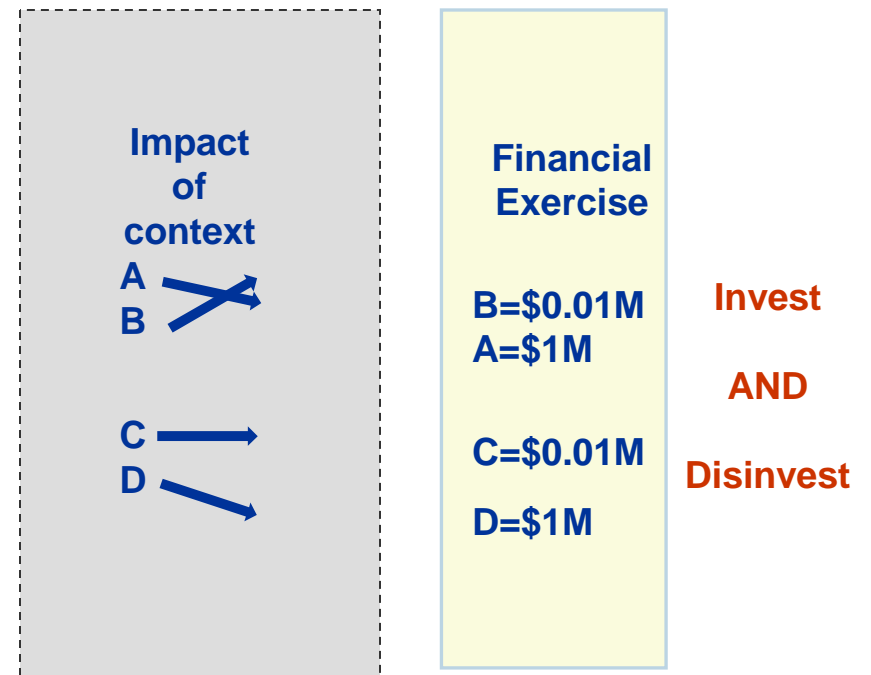 Impact
of
context
A
B
C
D
Financial
Exercise
B=$0.01M
A=$1M
C=$0.01M
D=$1M
Invest
AND
Disinvest